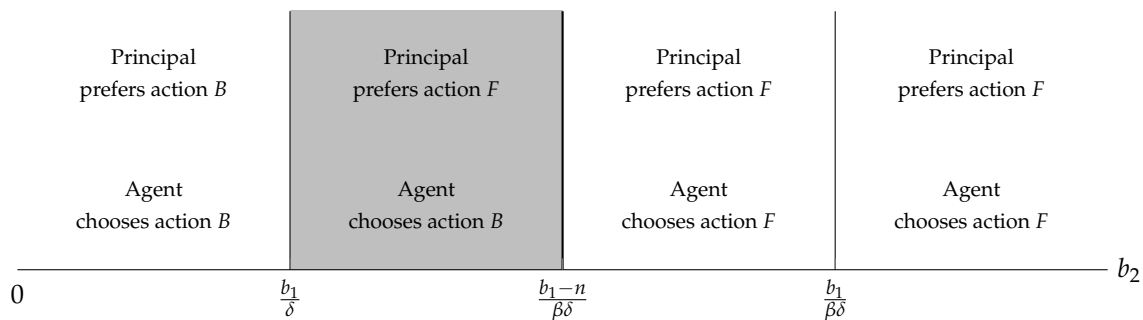 Principal
prefers action B
Principal
prefers action F
Principal
prefers action F
Principal
prefers action F
Agent
chooses action B
Agent
chooses action B
Agent
chooses action F
Agent
chooses action F
0
b₁/δ
(b₁−n)/βδ
b₁/βδ
b₂